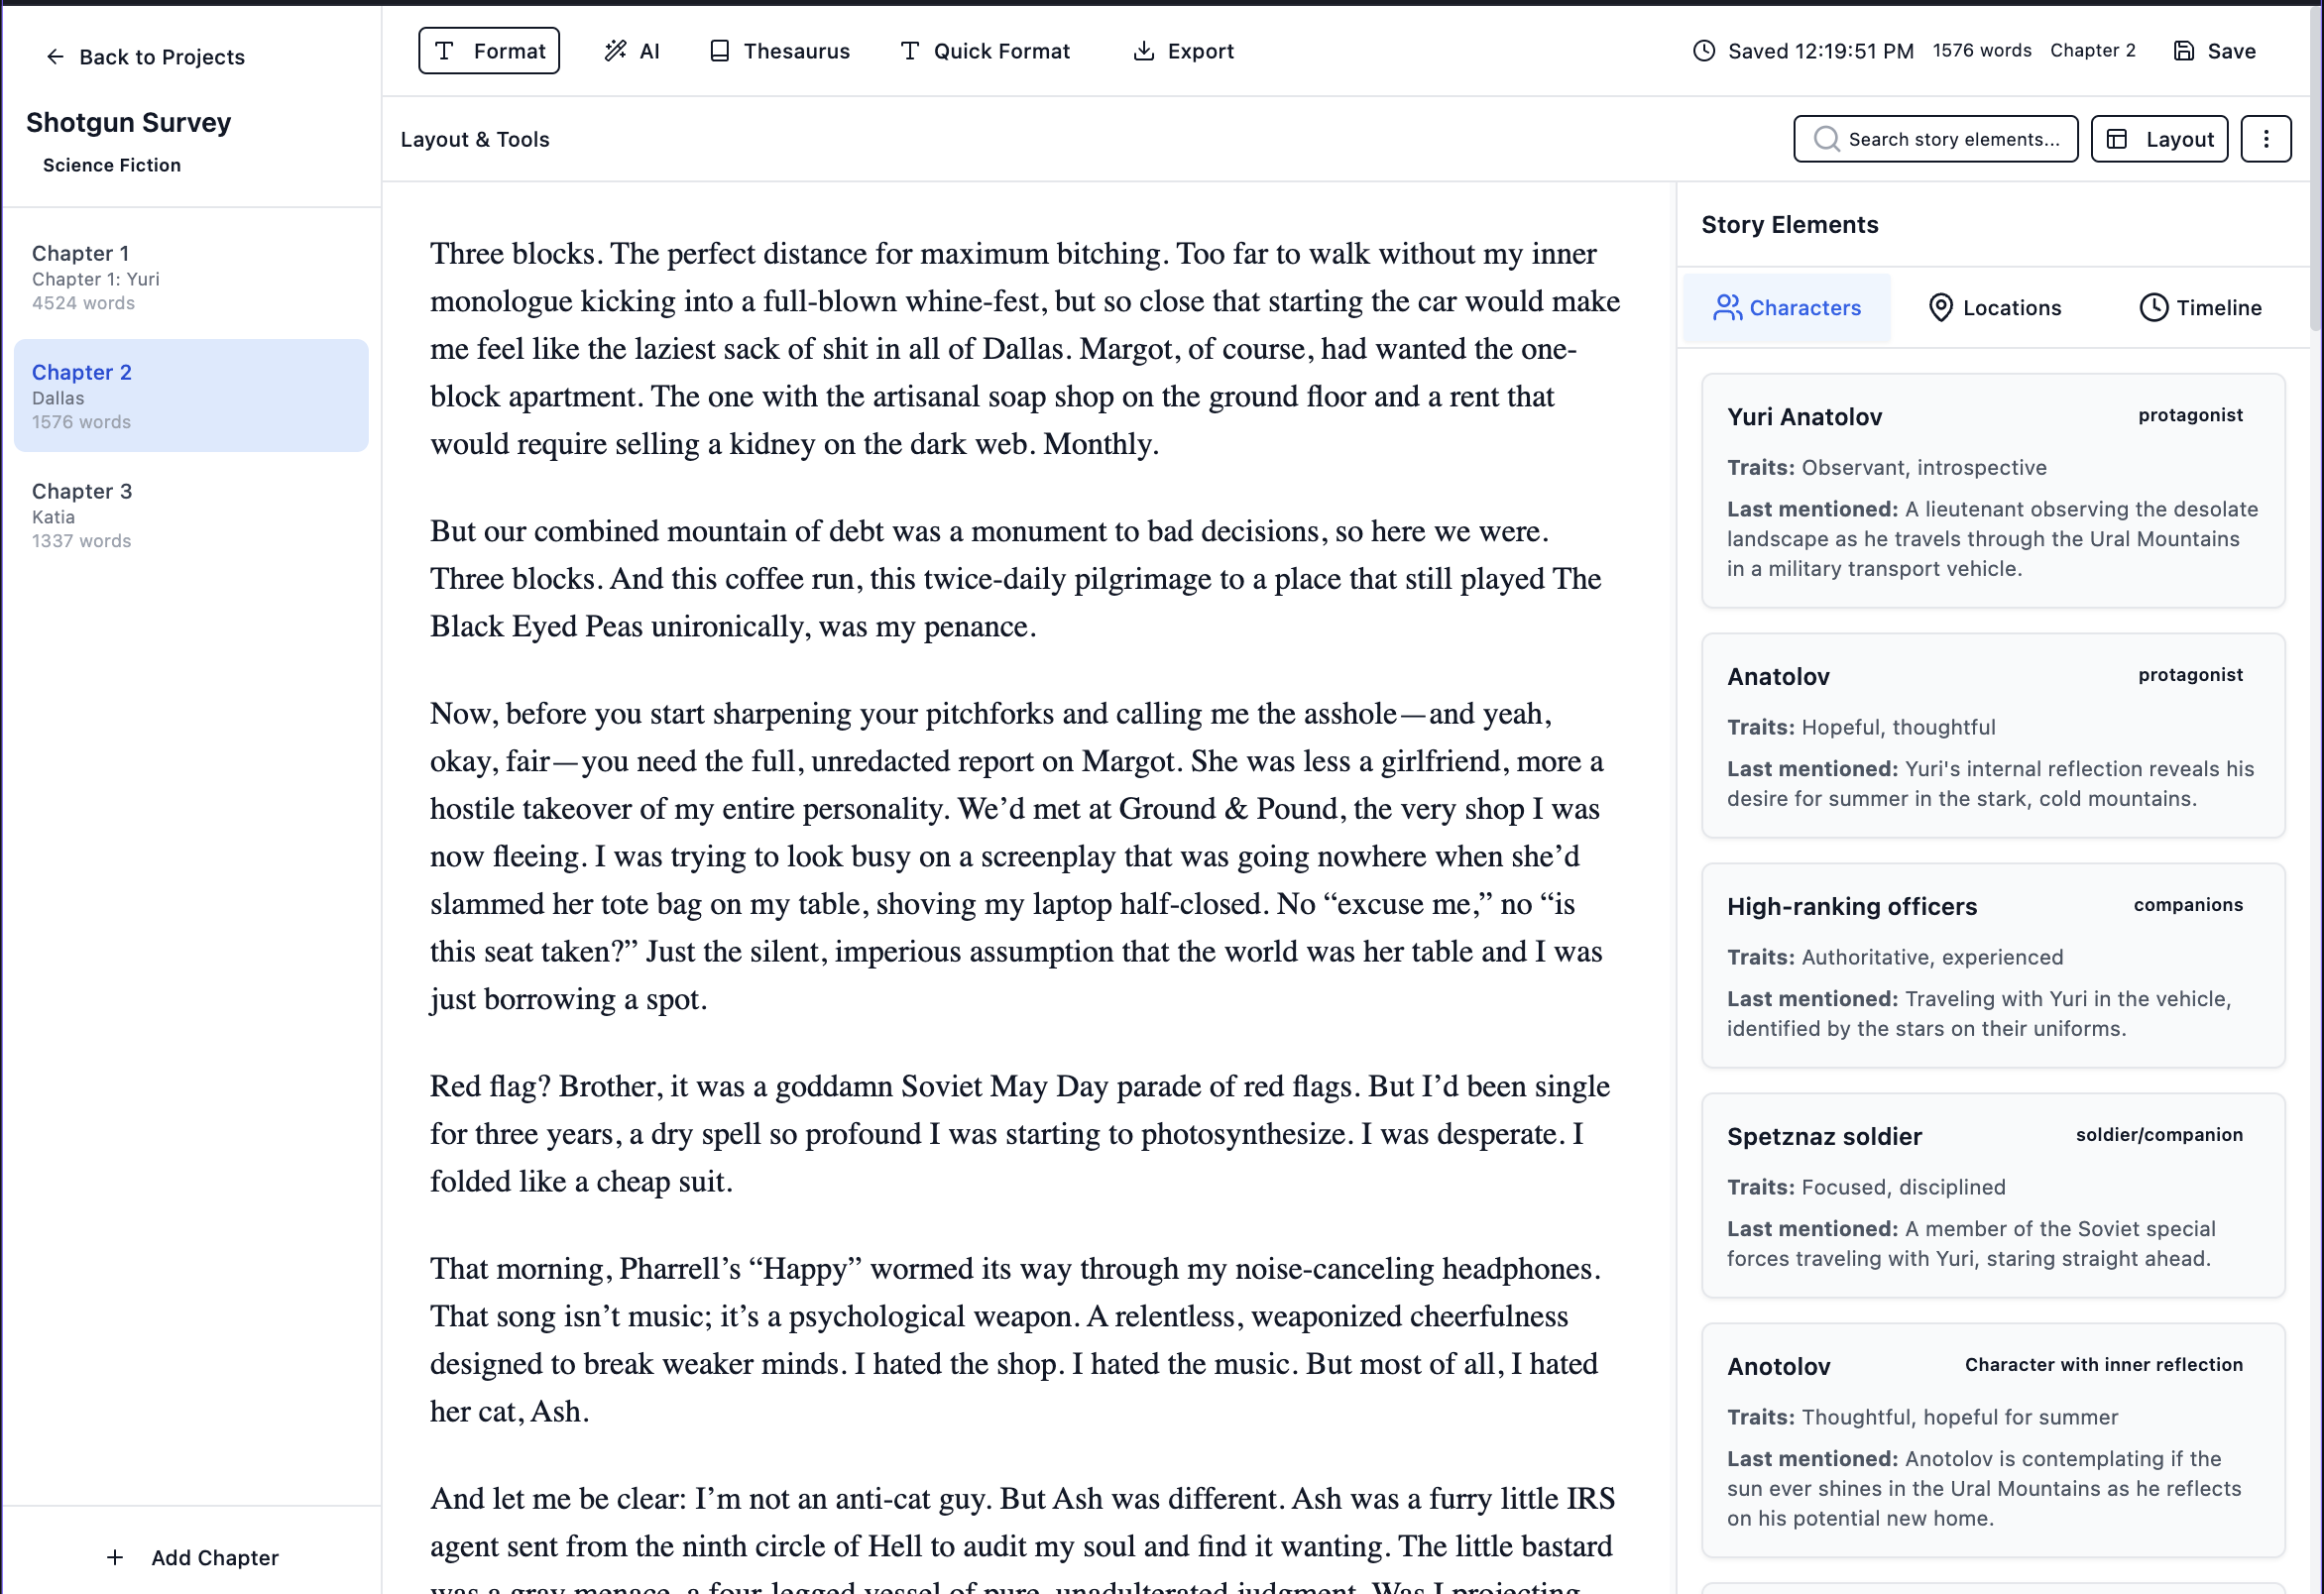 Back to Projects
Shotgun Survey
Science Fiction
Chapter 1
Chapter 1: Yuri
4524 words
Chapter 2
Dallas
1576 words
Chapter 3
Katia
1337 words
Add Chapter
Format
AI
Thesaurus
Quick Format
Export
Saved 12:19:51 PM
1576 words
Chapter 2
Save
Layout & Tools
Search story elements...
Layout
Three blocks. The perfect distance for maximum bitching. Too far to walk without my inner
monologue kicking into a full-blown whine-fest, but so close that starting the car would make
me feel like the laziest sack of shit in all of Dallas. Margot, of course, had wanted the one-
block apartment. The one with the artisanal soap shop on the ground floor and a rent that
would require selling a kidney on the dark web. Monthly.
But our combined mountain of debt was a monument to bad decisions, so here we were.
Three blocks. And this coffee run, this twice-daily pilgrimage to a place that still played The
Black Eyed Peas unironically, was my penance.
Now, before you start sharpening your pitchforks and calling me the asshole—and yeah,
okay, fair—you need the full, unredacted report on Margot. She was less a girlfriend, more a
hostile takeover of my entire personality. We’d met at Ground & Pound, the very shop I was
now fleeing. I was trying to look busy on a screenplay that was going nowhere when she’d
slammed her tote bag on my table, shoving my laptop half-closed. No “excuse me,” no “is
this seat taken?” Just the silent, imperious assumption that the world was her table and I was
just borrowing a spot.
Red flag? Brother, it was a goddamn Soviet May Day parade of red flags. But I’d been single
for three years, a dry spell so profound I was starting to photosynthesize. I was desperate. I
folded like a cheap suit.
That morning, Pharrell’s “Happy” wormed its way through my noise-canceling headphones.
That song isn’t music; it’s a psychological weapon. A relentless, weaponized cheerfulness
designed to break weaker minds. I hated the shop. I hated the music. But most of all, I hated
her cat, Ash.
And let me be clear: I’m not an anti-cat guy. But Ash was different. Ash was a furry little IRS
agent sent from the ninth circle of Hell to audit my soul and find it wanting. The little bastard
was a gray menace, a four-legged vessel of pure, unadulterated judgment. Was I projecting
Story Elements
Characters
Locations
Timeline
Yuri Anatolov
protagonist
Traits: Observant, introspective
Last mentioned: A lieutenant observing the desolate
landscape as he travels through the Ural Mountains
in a military transport vehicle.
Anatolov
protagonist
Traits: Hopeful, thoughtful
Last mentioned: Yuri's internal reflection reveals his
desire for summer in the stark, cold mountains.
High-ranking officers
companions
Traits: Authoritative, experienced
Last mentioned: Traveling with Yuri in the vehicle,
identified by the stars on their uniforms.
Spetznaz soldier
soldier/companion
Traits: Focused, disciplined
Last mentioned: A member of the Soviet special
forces traveling with Yuri, staring straight ahead.
Anotolov
Character with inner reflection
Traits: Thoughtful, hopeful for summer
Last mentioned: Anotolov is contemplating if the
sun ever shines in the Ural Mountains as he reflects
on his potential new home.